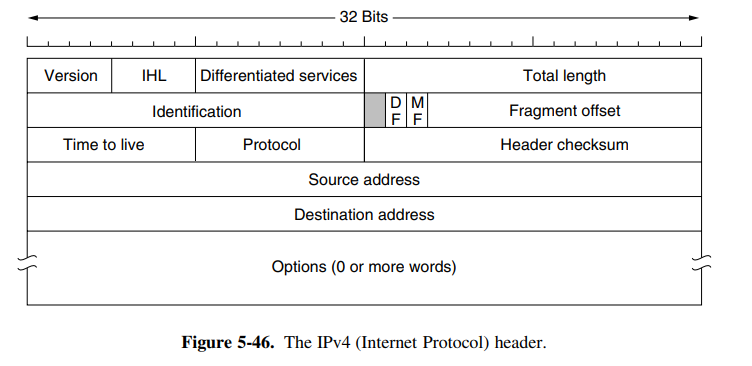 32 Bits
Version IHL Differentiated services Total length
Identification D F M F Fragment offset
Time to live Protocol Header checksum
Source address
Destination address
Options (0 or more words)
Figure 5-46. The IPv4 (Internet Protocol) header.